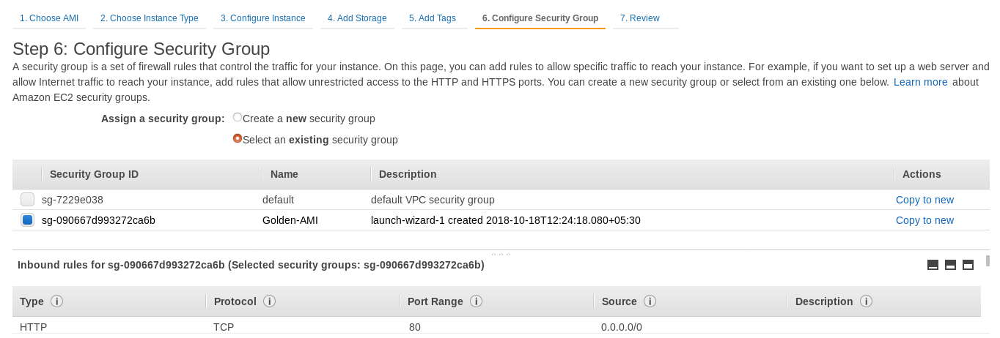 1. Choose AMI 2. Choose Instance Type 3. Configure Instance 4. Add Storage 5. Add Tags 6. Configure Security Group 7. Review
Step 6: Configure Security Group
A security group is a set of firewall rules that control the traffic for your instance. On this page, you can add rules to allow specific traffic to reach your instance. For example, if you want to set up a web server and
allow Internet traffic to reach your instance, add rules that allow unrestricted access to the HTTP and HTTPS ports. You can create a new security group or select from an existing one below. Learn more about
Amazon EC2 security groups.
Assign a security group: Create a new security group
Select an existing security group
Security Group ID Name Description Actions
sg-7229e038 default default VPC security group Copy to new
sg-090667d993272ca6b Golden-AMI launch-wizard-1 created 2018-10-18T12:24:18.080+05:30 Copy to new
Inbound rules for sg-090667d993272ca6b (Selected security groups: sg-090667d993272ca6b)
Type i Protocol i Port Range i Source i Description i
HTTP TCP 80 0.0.0.0/0